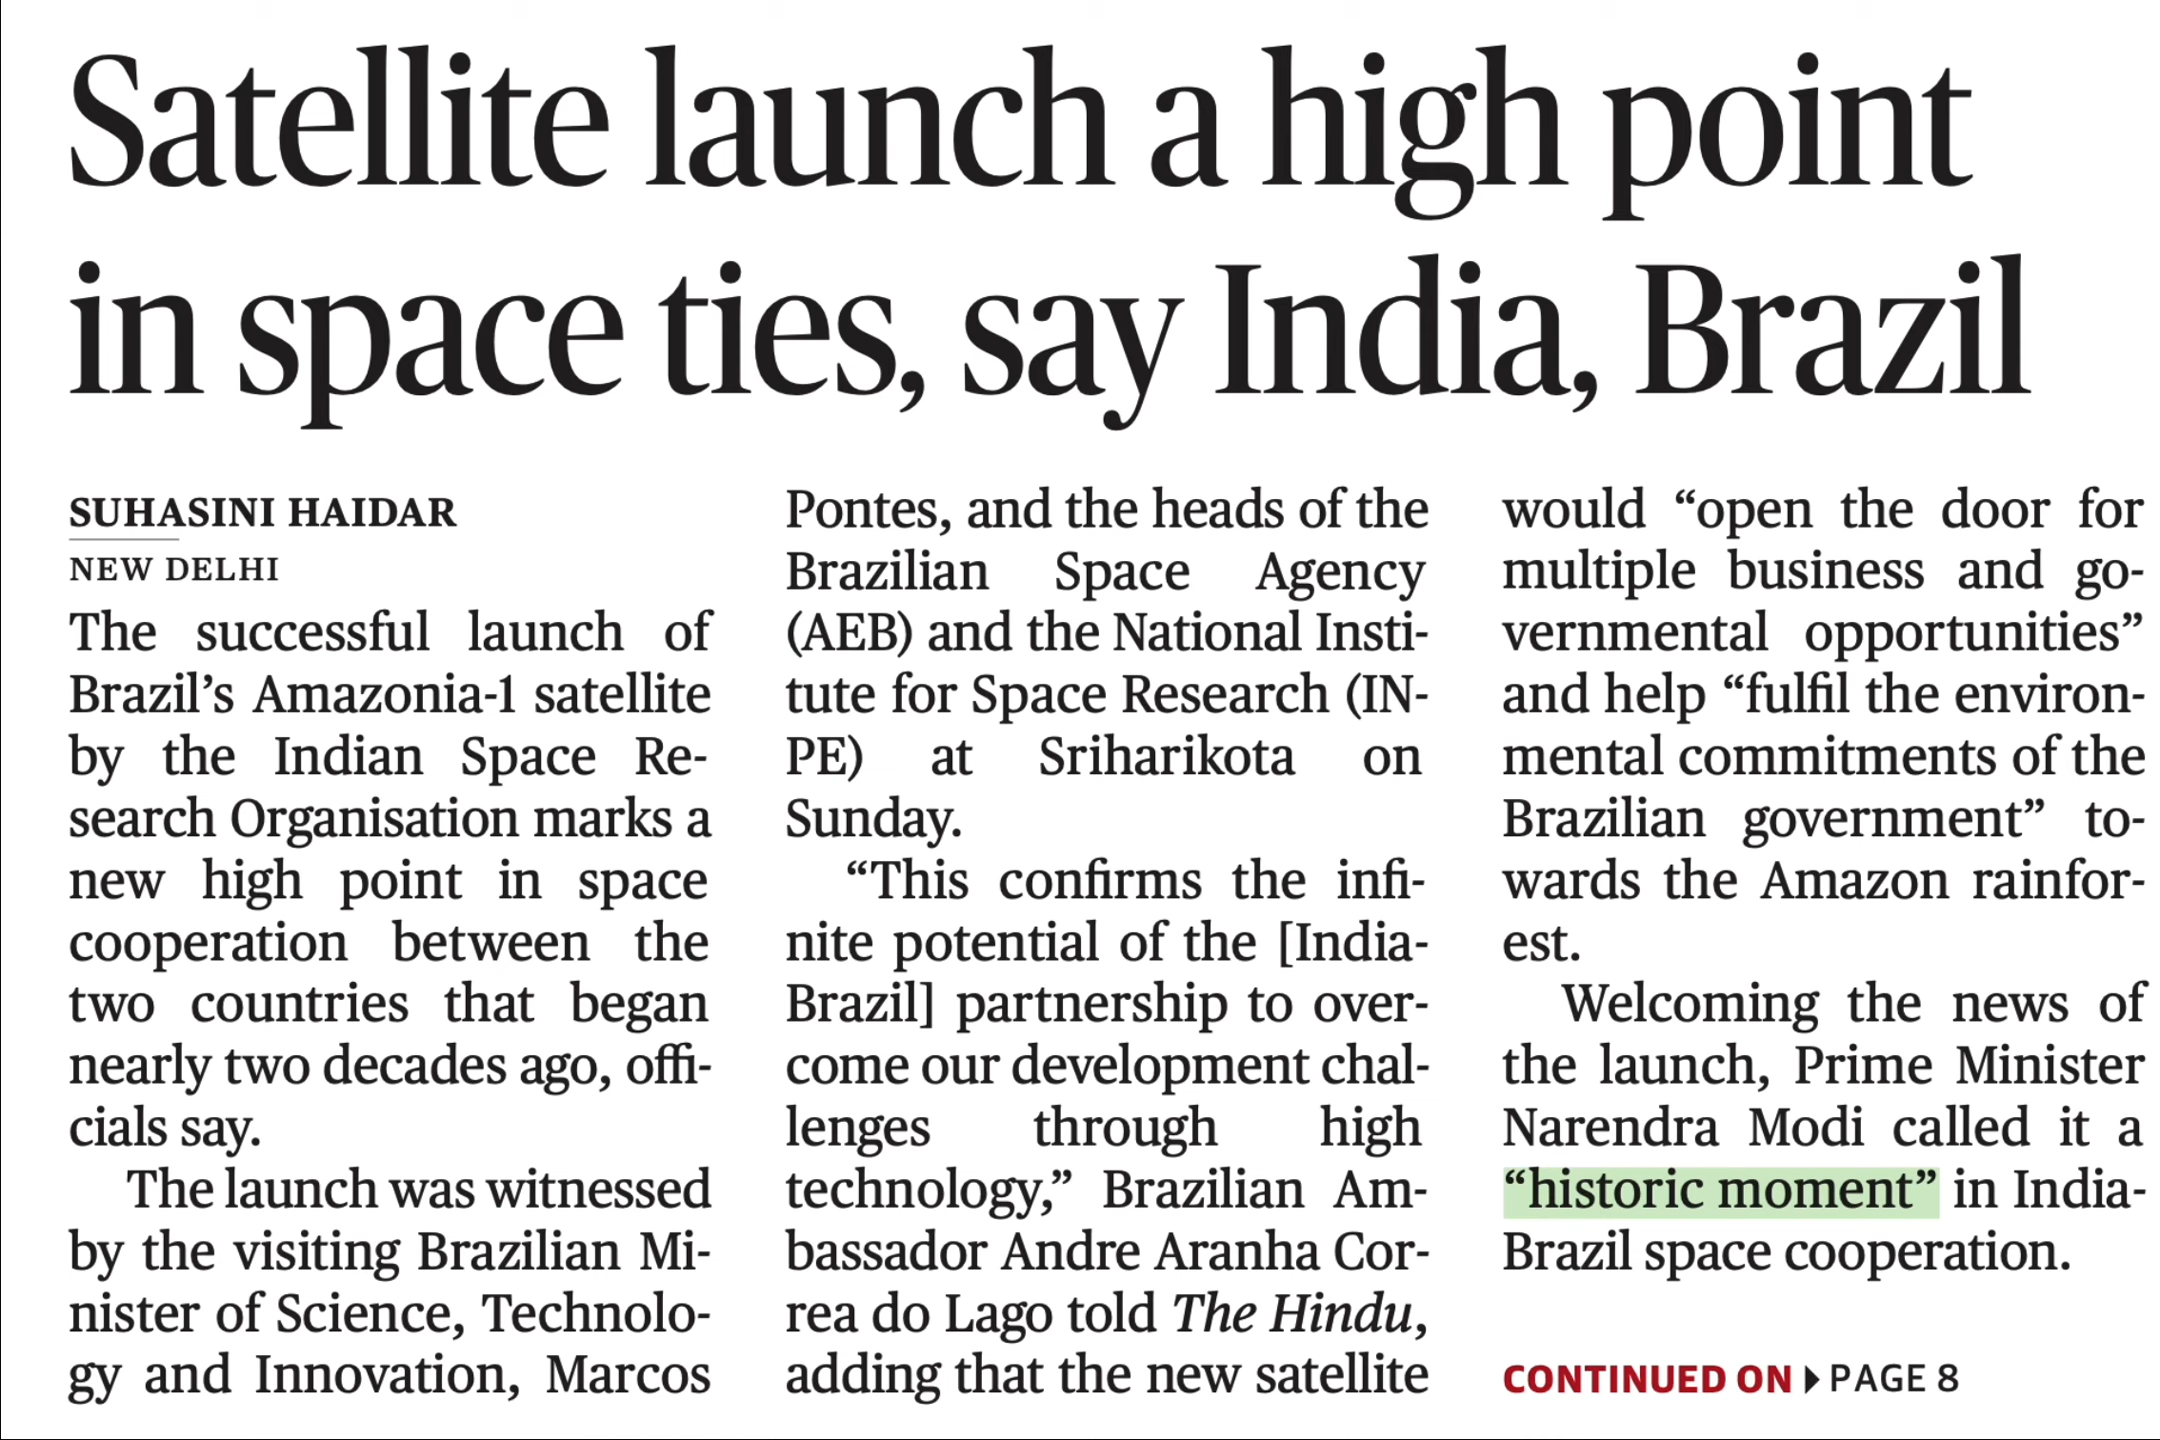 Satellite launch a high point
in space ties, say India, Brazil
SUHASINI HAIDAR
NEW DELHI
The successful launch of
Brazil’s Amazonia-1 satellite
by the Indian Space Re-
search Organisation marks a
new high point in space
cooperation between the
two countries that began
nearly two decades ago, offi-
cials say.
The launch was witnessed
by the visiting Brazilian Mi-
nister of Science, Technolo-
gy and Innovation, Marcos
Pontes, and the heads of the
Brazilian Space Agency
(AEB) and the National Insti-
tute for Space Research (IN-
PE) at Sriharikota on
Sunday.
“This confirms the infi-
nite potential of the [India-
Brazil] partnership to over-
come our development chal-
lenges through high
technology,” Brazilian Am-
bassador Andre Aranha Cor-
rea do Lago told The Hindu,
adding that the new satellite
would “open the door for
multiple business and go-
vernmental opportunities”
and help “fulfil the environ-
mental commitments of the
Brazilian government” to-
wards the Amazon rainfor-
est.
Welcoming the news of
the launch, Prime Minister
Narendra Modi called it a
“historic moment” in India-
Brazil space cooperation.
CONTINUED ON PAGE 8